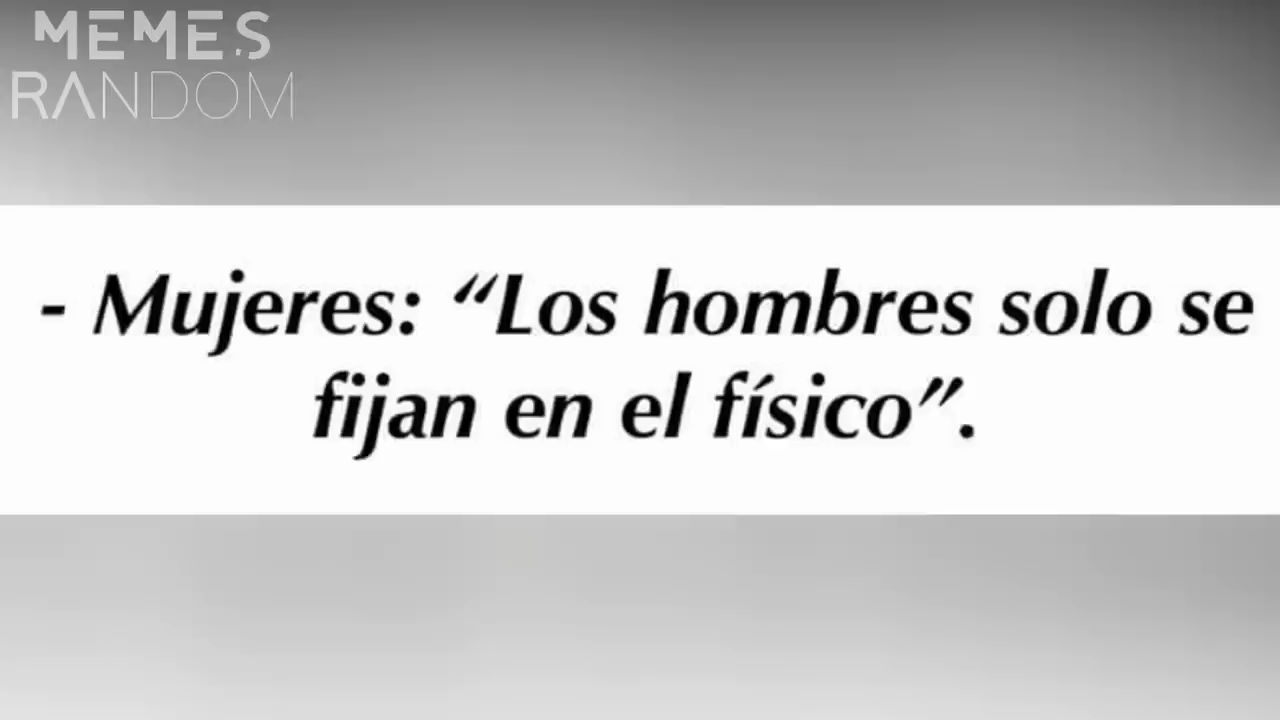 MEMES
RANDOM
- Mujeres: “Los hombres solo se
fijan en el físico”.